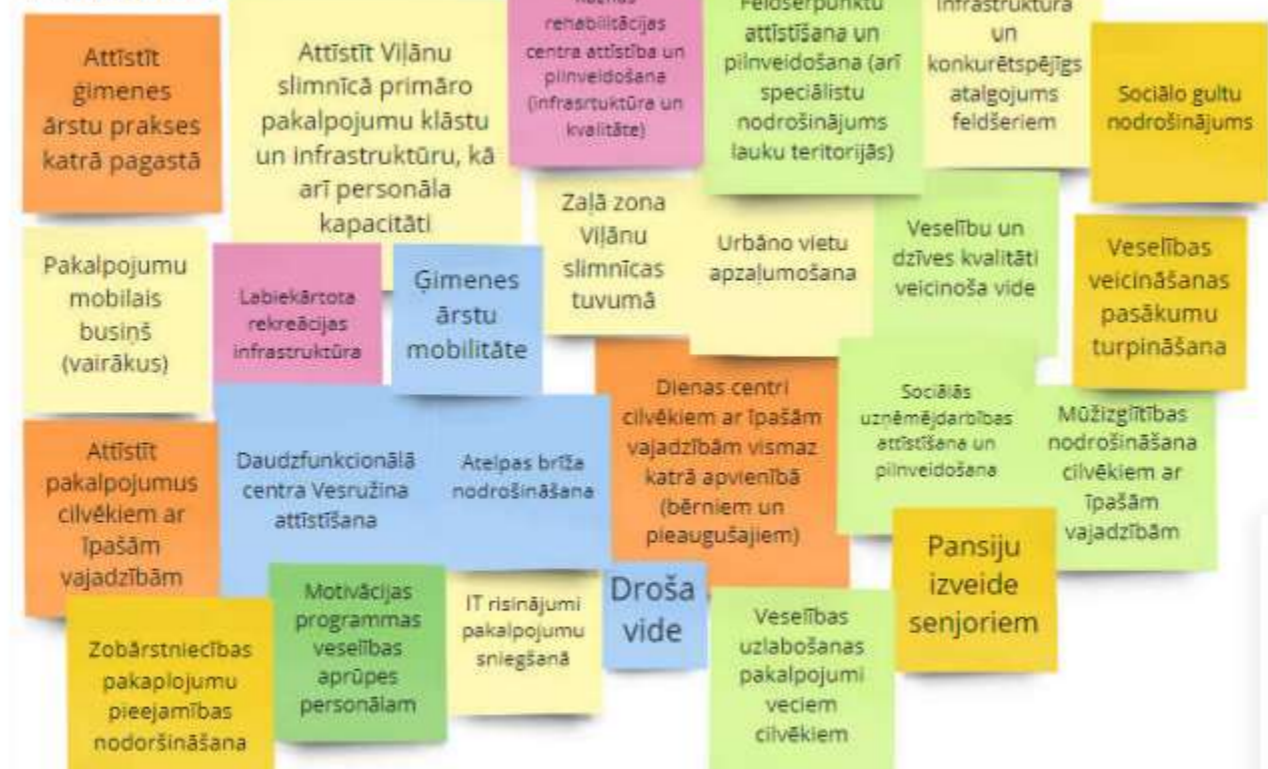 Attīstīt
ģimenes
ārstu prakses
katrā pagastā
Attīstīt Viļānu
slimnīcā primāro
pakalpojumu klāstu
un infrastruktūru, kā
arī personāla
kapacitāti
rehabilitācijas
centra attīstība un
pilnveidošana
(infrasrtuktūra un
kvalitāte)
Feldšerpunktu
attīstīšana un
pilnveidošana (arī
speciālistu
nodrošinājums
lauku teritorijās)
infrastruktūra
un
konkurētspējīgs
atalgojums
feldšeriem
Sociālo gultu
nodrošinājums
Pakalpojumu
mobilais
busiņš
(vairākus)
Labiekārtota
rekreācijas
infrastruktūra
Ģimenes
ārstu
mobilitāte
Zaļā zona
Viļānu
slimnīcas
tuvumā
Urbāno vietu
apzaļumošana
Veselību un
dzīves kvalitāti
veicinoša vide
Veselības
veicināšanas
pasākumu
turpināšana
Attīstīt
pakalpojumus
cilvēkiem ar
īpašām
vajadzībām
Daudzfunkcionālā
centra Vesružina
attīstīšana
Atelpas brīža
nodrošināšana
Dienas centri
cilvēkiem ar īpašām
vajadzībām vismaz
katrā apvienībā
(bērniem un
pieaugušajiem)
Sociālās
uzņēmējdarbības
attīstīšana un
pilnveidošana
Mūžizglītības
nodrošināšana
cilvēkiem ar
īpašām
vajadzībām
Zobārstniecības
pakaplojumu
pieejamības
nodoršināšana
Motivācijas
programmas
veselības
aprūpes
personālam
IT risinājumi
pakalpojumu
sniegšanā
Droša
vide
Veselības
uzlabošanas
pakalpojumi
veciem
cilvēkiem
Pansiju
izveide
senjoriem